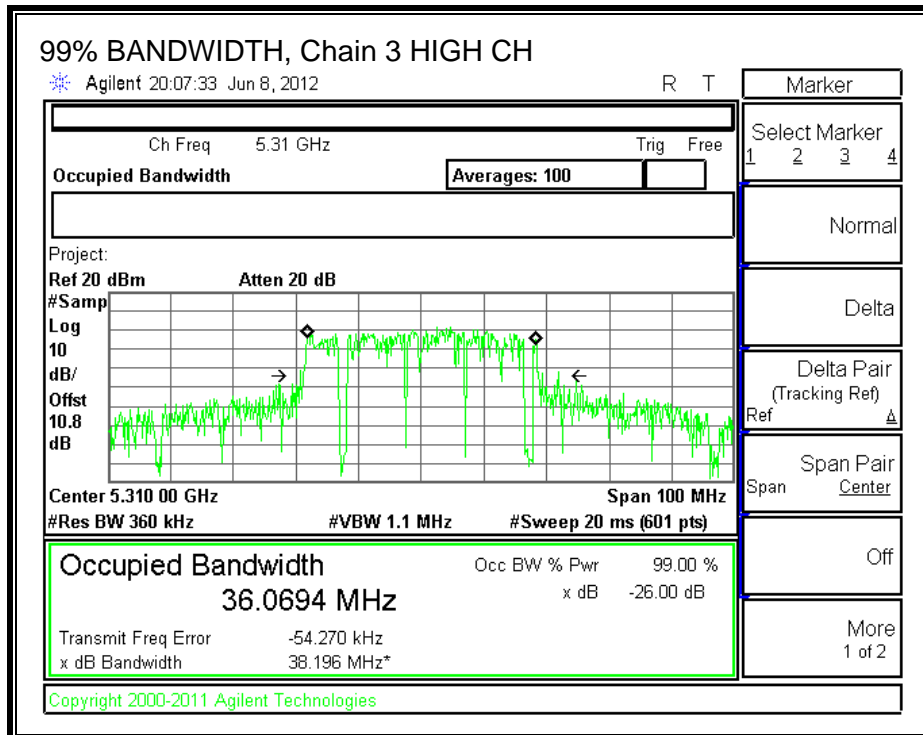 99% BANDWIDTH, Chain 3 HIGH CH
Agilent 20:07:33 Jun 8, 2012 R T
Ch Freq 5.31 GHz Trig Free
Occupied Bandwidth Averages: 100
Project:
Ref 20 dBm Atten 20 dB
#Samp
Log
10
dB/
Offst
10.8
dB
Center 5.310 00 GHz Span 100 MHz
#Res BW 360 kHz #VBW 1.1 MHz #Sweep 20 ms (601 pts)
Occupied Bandwidth Occ BW % Pwr 99.00 %
36.0694 MHz x dB -26.00 dB
Transmit Freq Error -54.270 kHz
x dB Bandwidth 38.196 MHz*
Copyright 2000-2011 Agilent Technologies
Marker
Select Marker
1 2 3 4
Normal
Delta
Delta Pair
(Tracking Ref)
Ref Δ
Span Pair
Span Center
Off
More
1 of 2